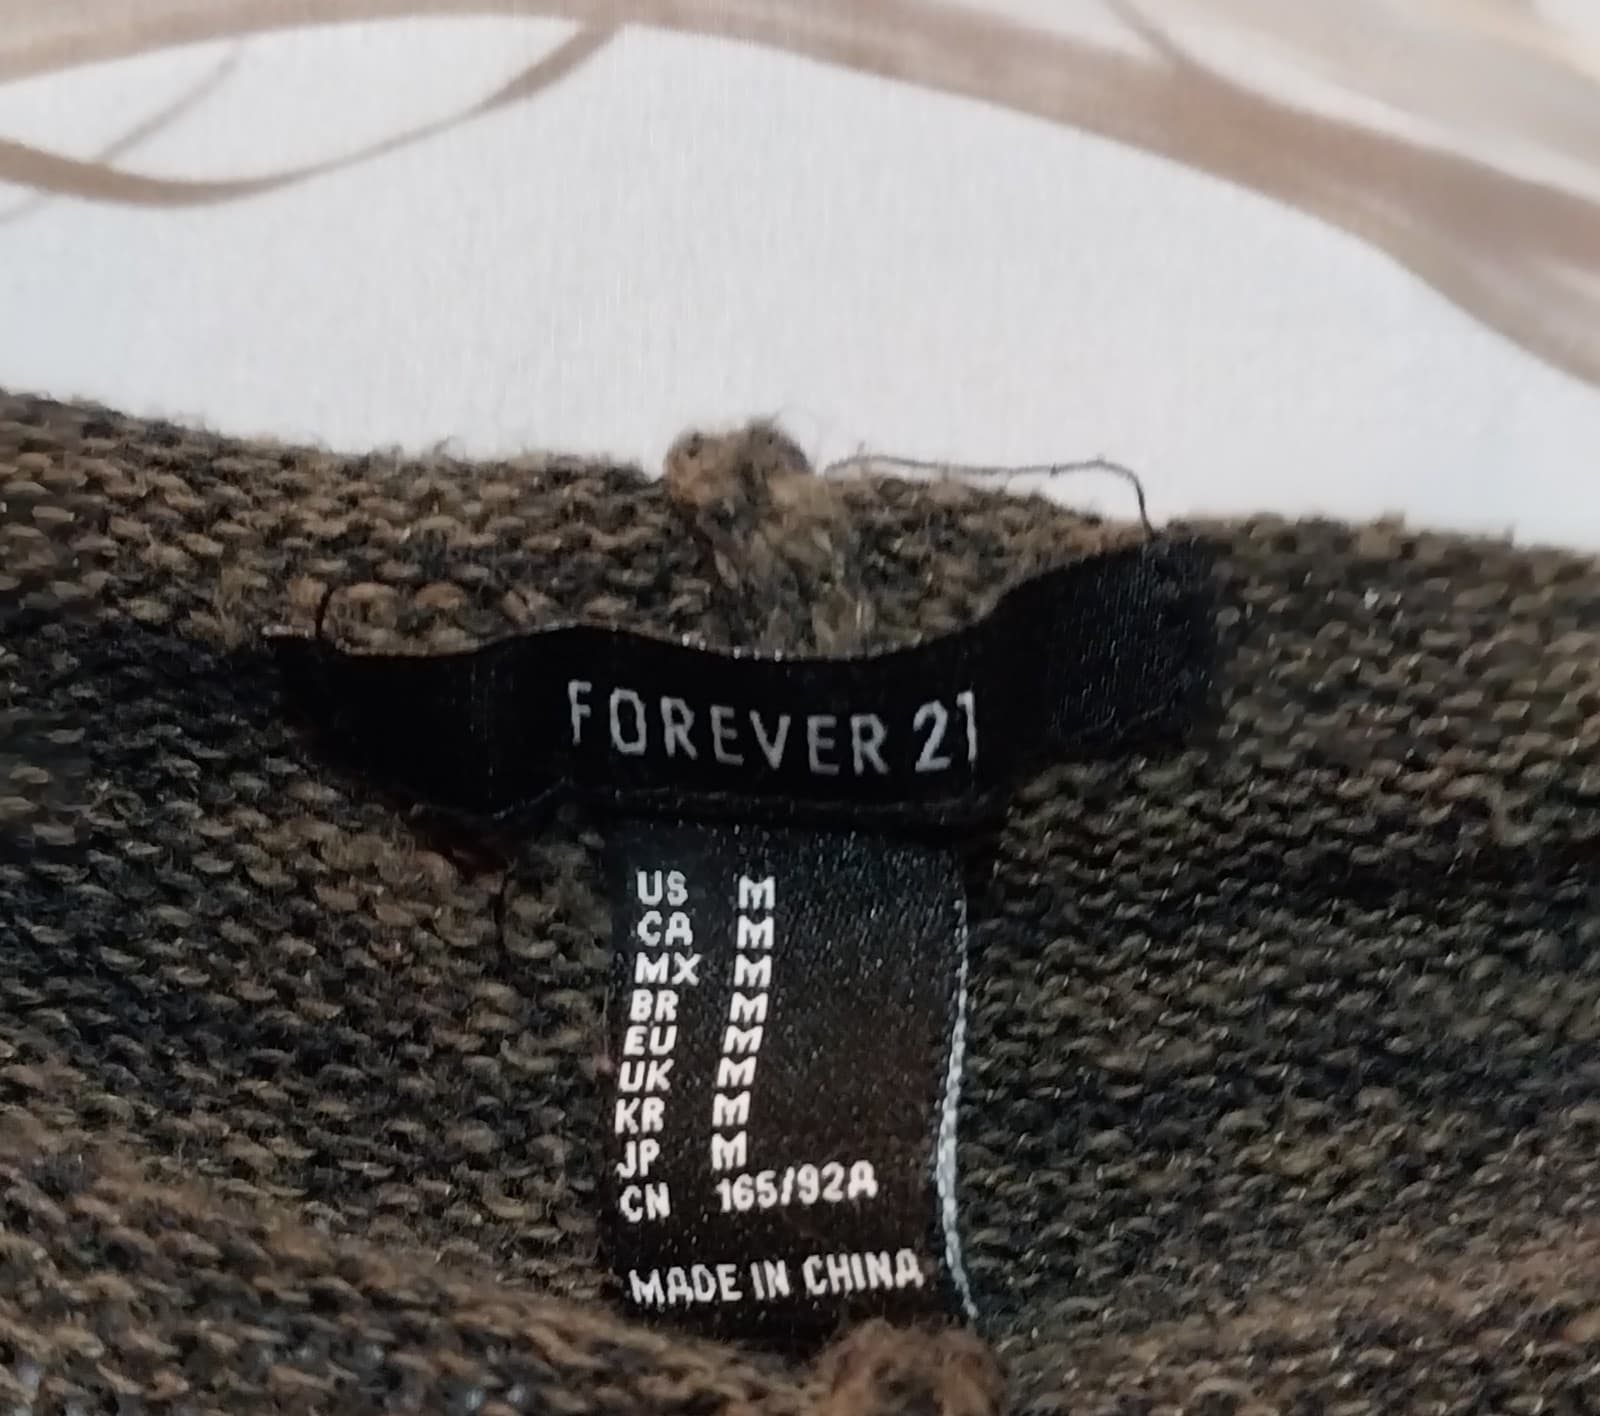 FOREVER 21
US M
CA M
MX M
BR M
EU M
UK M
KR M
JP M
CN 165/92A
MADE IN CHINA